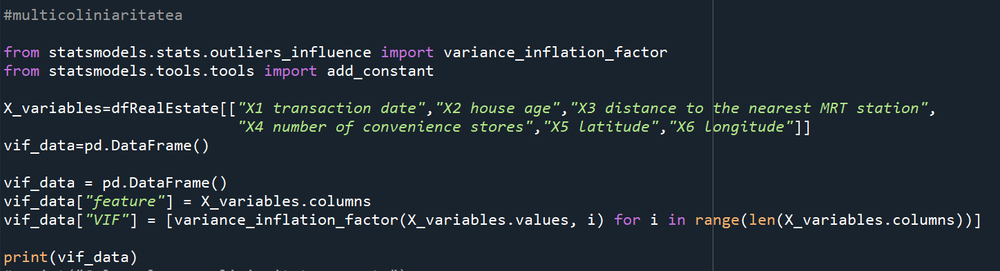 #multicoliniaritatea
from statsmodels.stats.outliers_influence import variance_inflation_factor
from statsmodels.tools.tools import add_constant
X_variables=dfRealEstate[["X1 transaction date","X2 house age","X3 distance to the nearest MRT station",
"X4 number of convenience stores","X5 latitude","X6 longitude"]]
vif_data=pd.DataFrame()
vif_data = pd.DataFrame()
vif_data["feature"] = X_variables.columns
vif_data["VIF"] = [variance_inflation_factor(X_variables.values, i) for i in range(len(X_variables.columns))]
print(vif_data)